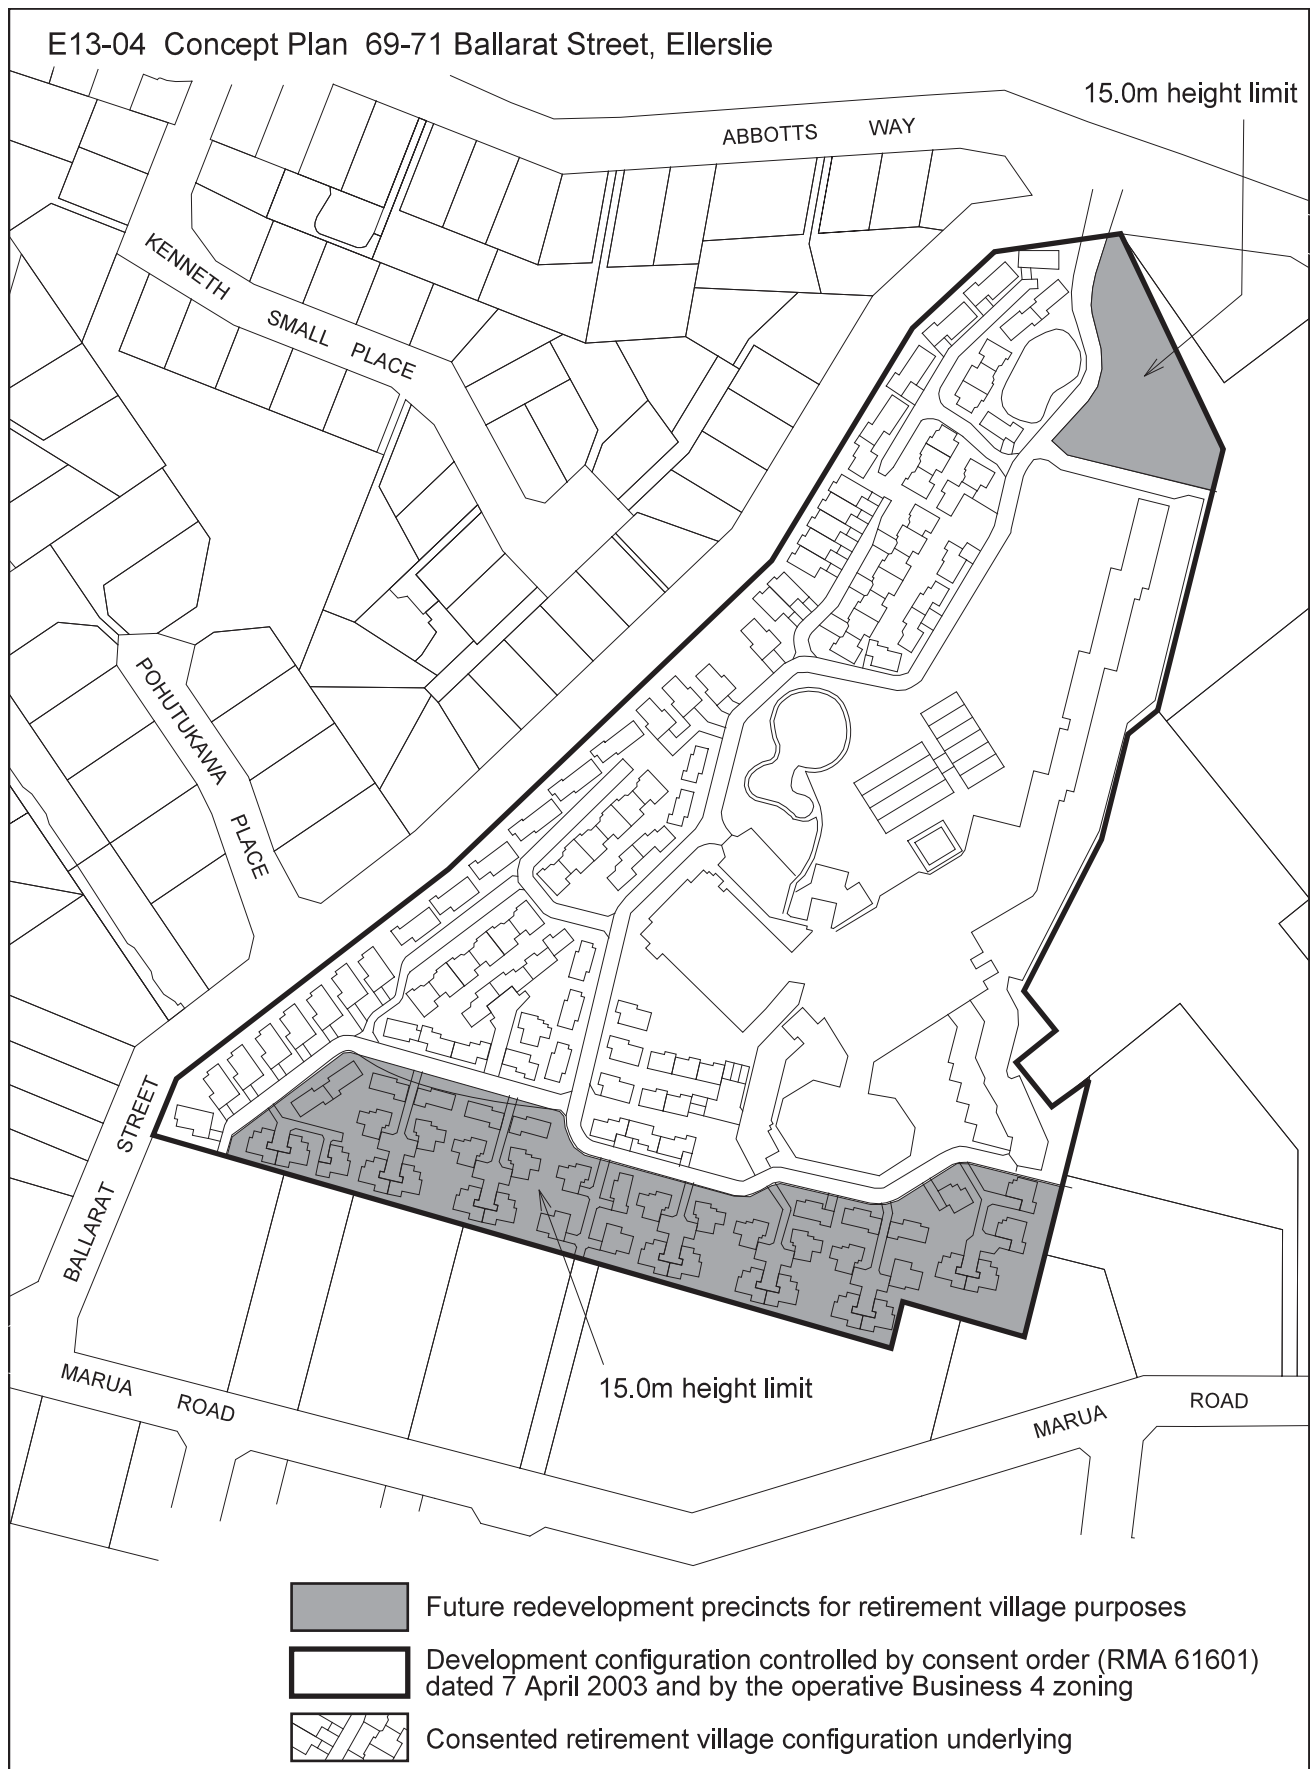 E13-04 Concept Plan 69-71 Ballarat Street, Ellerslie
15.0m height limit
ABBOTTS WAY
KENNETH SMALL PLACE
POHUTUKAWA PLACE
BALLARAT STREET
15.0m height limit
MARUA ROAD
MARUA ROAD
Future redevelopment precincts for retirement village purposes
Development configuration controlled by consent order (RMA 61601)
dated 7 April 2003 and by the operative Business 4 zoning
Consented retirement village configuration underlying